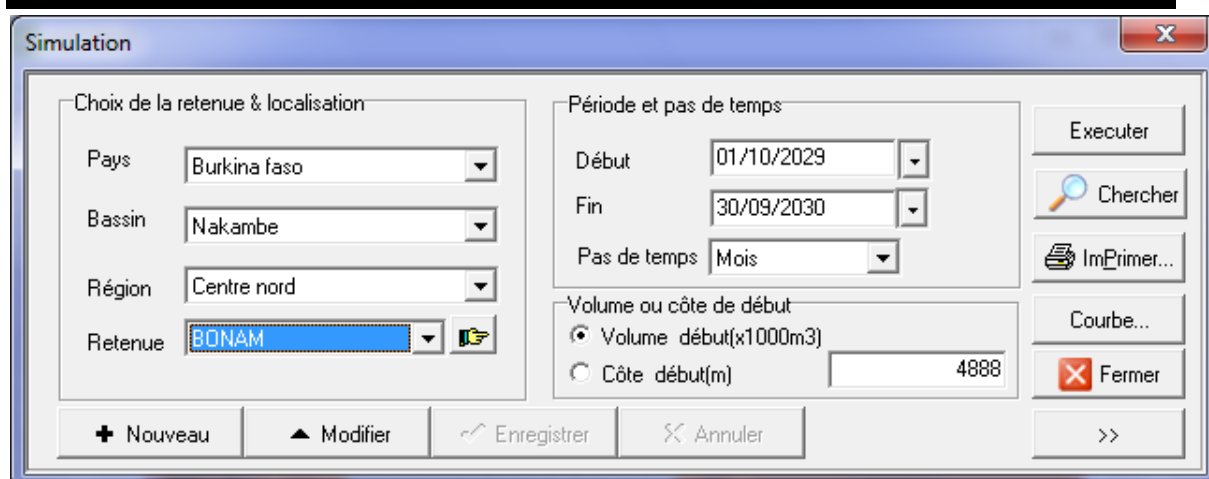 Simulation
Choix de la retenue & localisation
Pays Burkina faso
Bassin Nakambe
Région Centre nord
Retenue BONAM
Période et pas de temps
Début 01/10/2029
Fin 30/09/2030
Pas de temps Mois
Volume ou côte de début
Volume début(x1000m3)
Côte début(m) 4888
Executer
Chercher
ImPrimer...
Courbe...
Fermer
>>
Nouveau Modifier Enregistrer Annuler